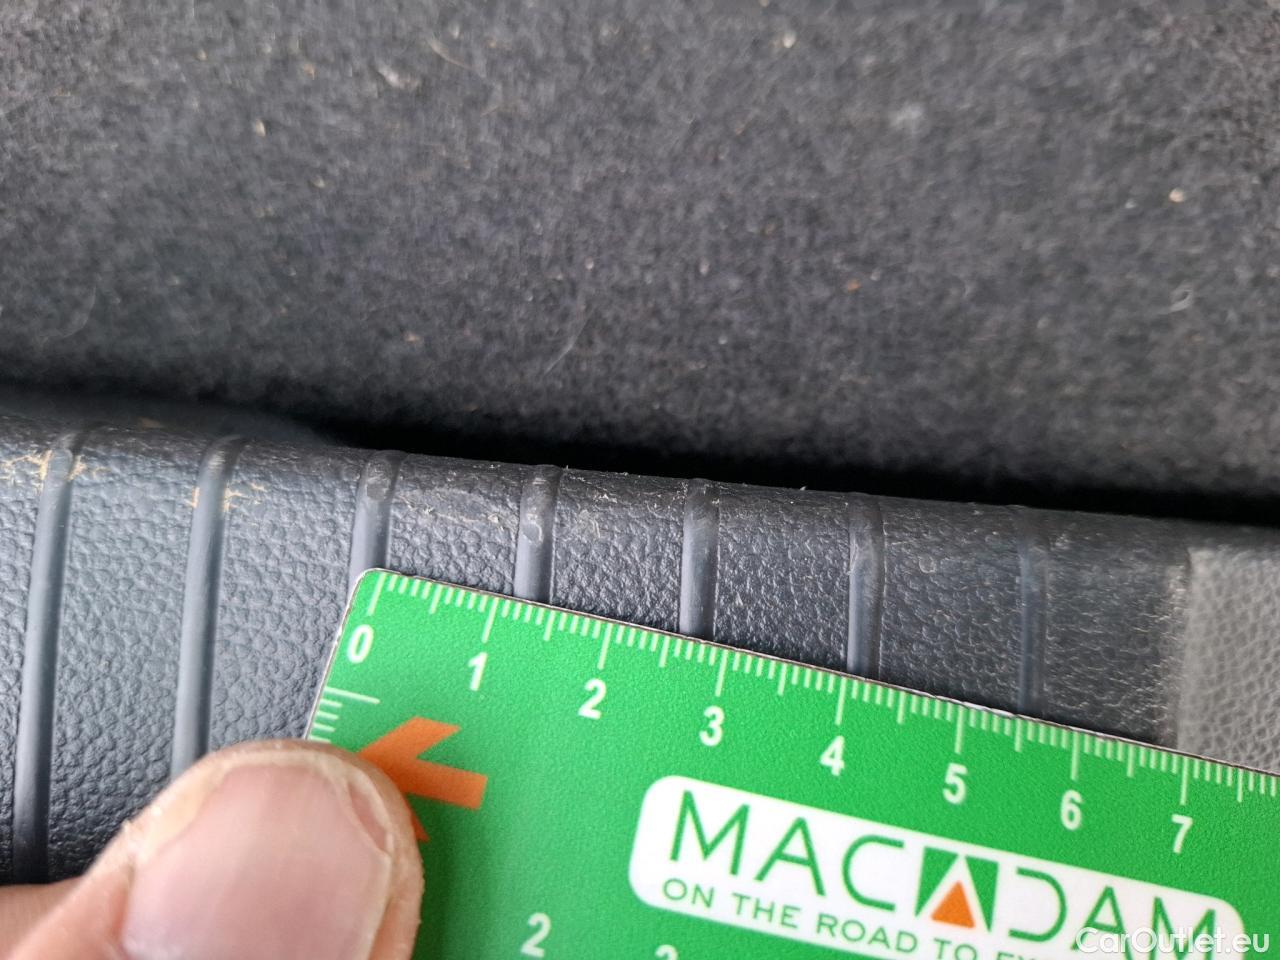 0 1 2 3 4 5 6 7
MACADAM
ON THE ROAD TO
2
CarOutlet.eu